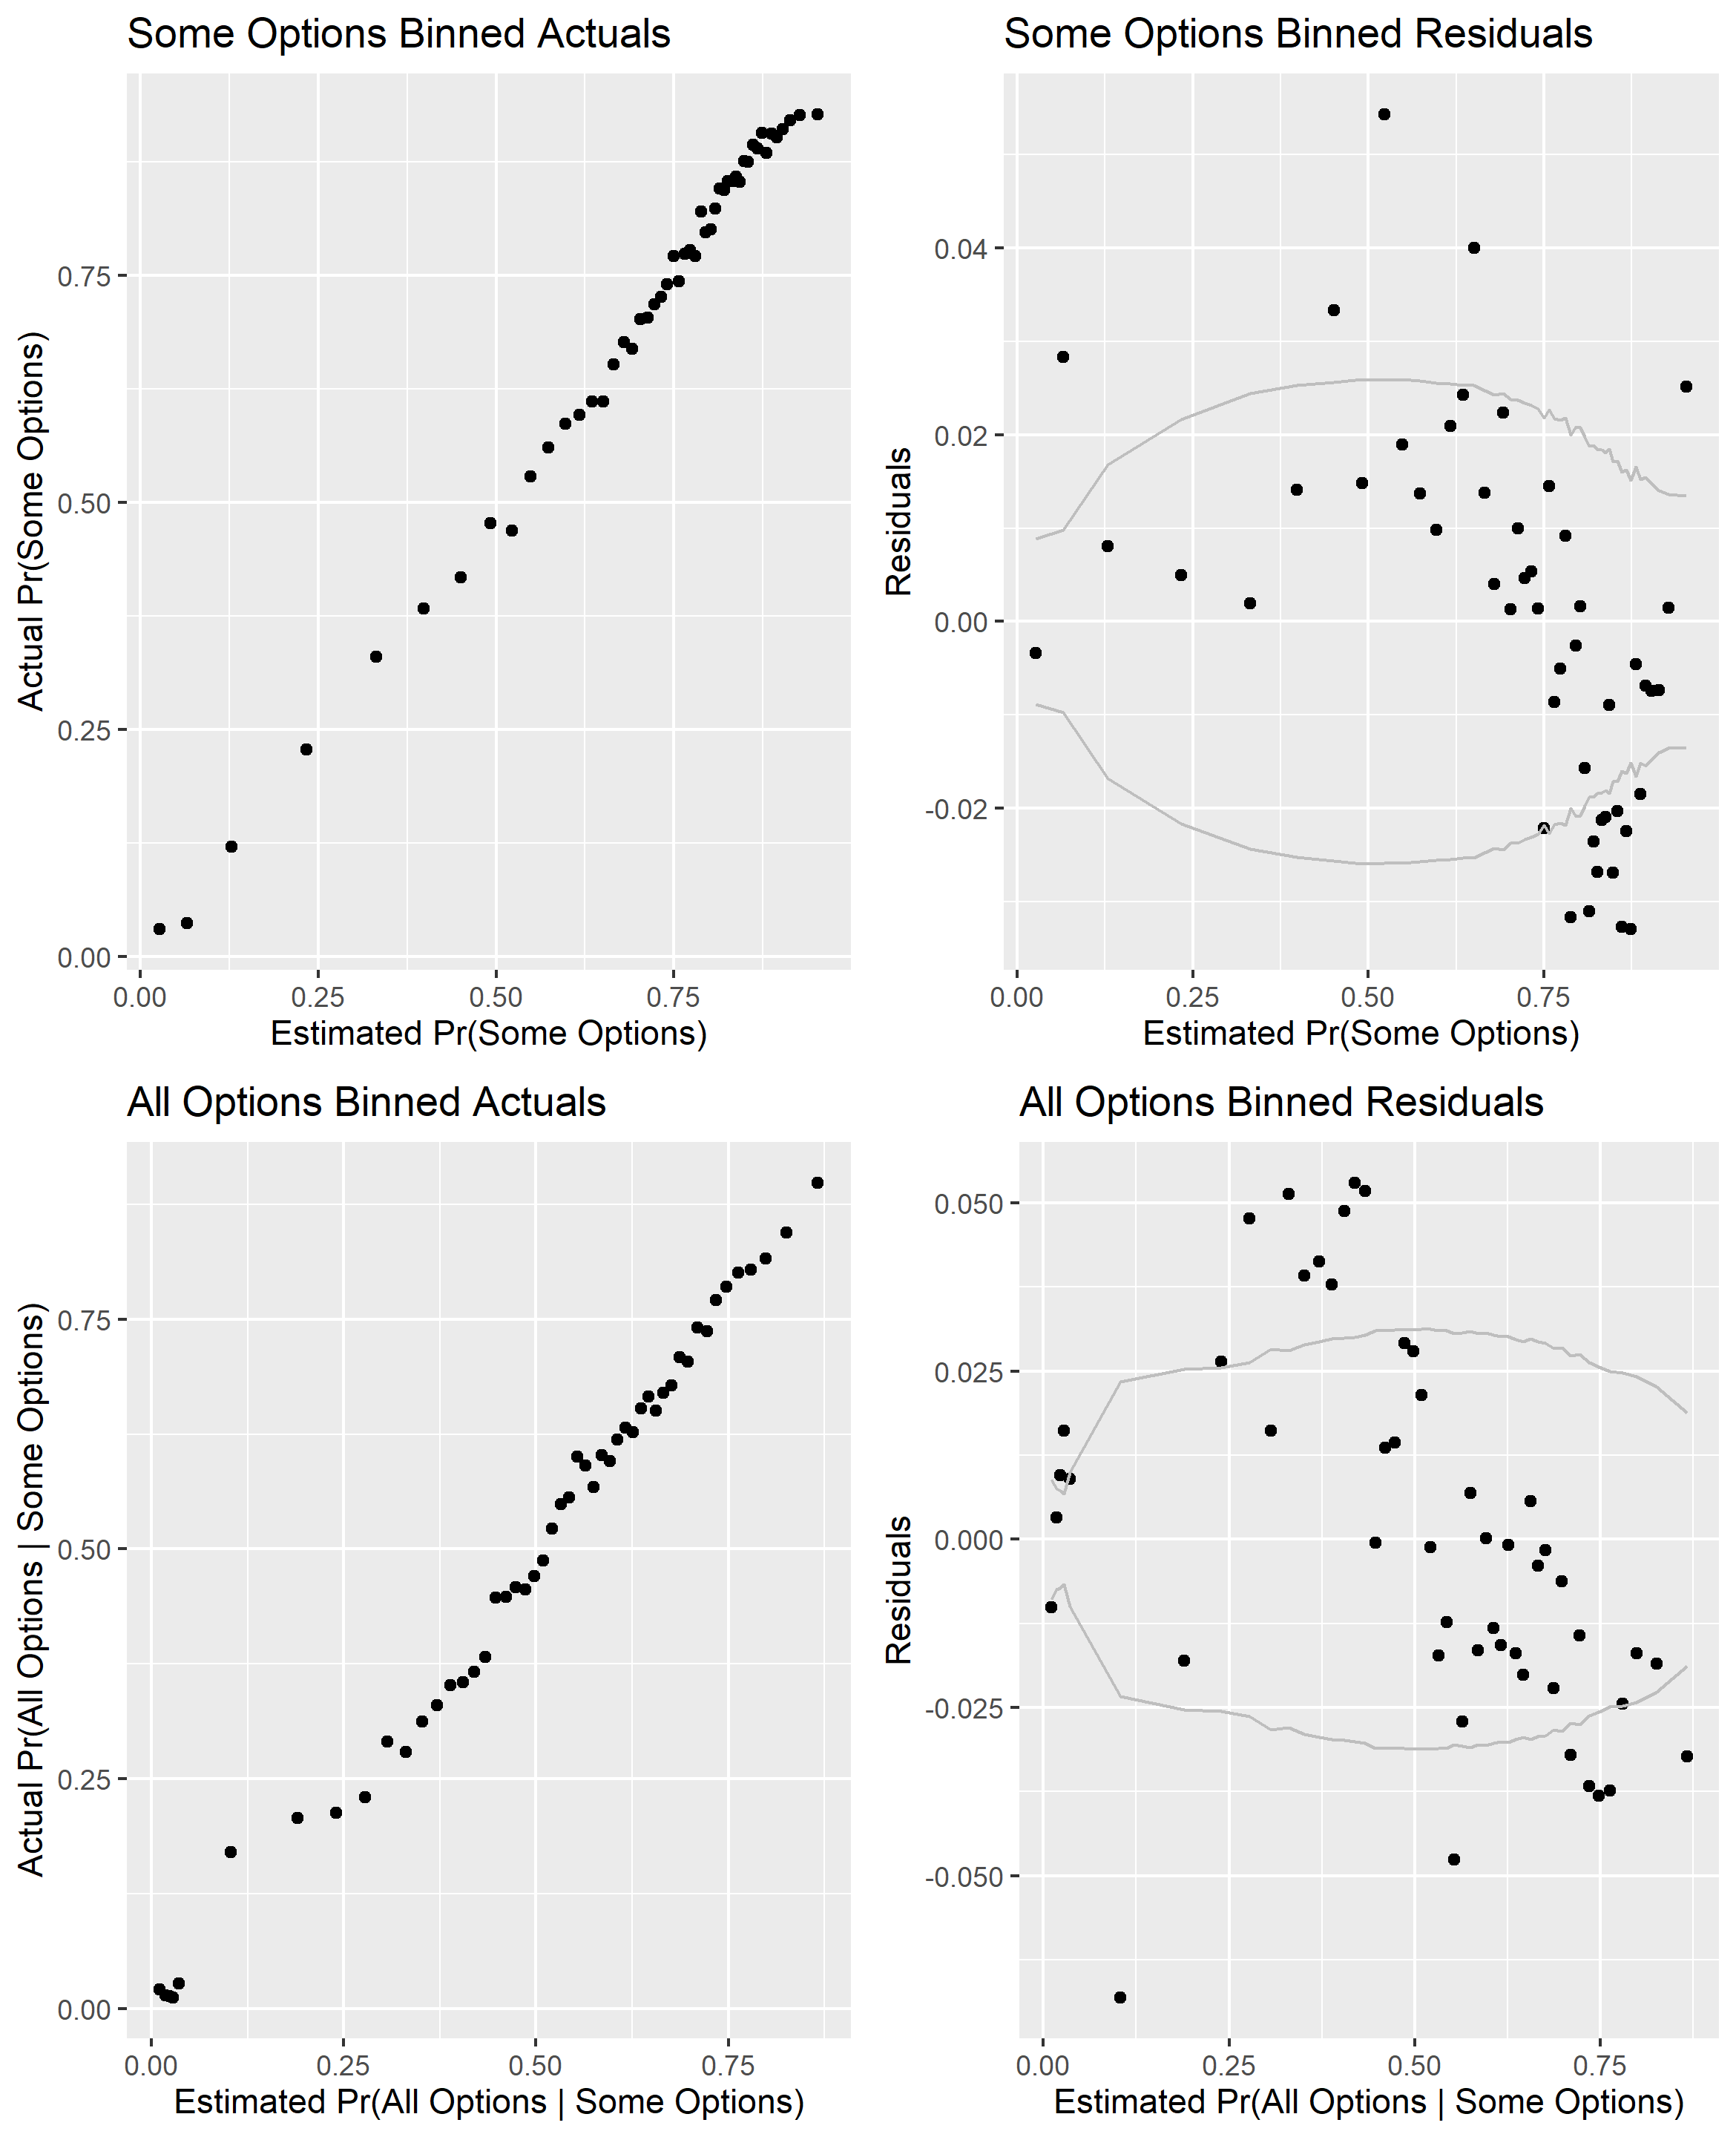 Some Options Binned Actuals
Actual Pr(Some Options)
0.75
0.50
0.25
0.00
0.00 0.25 0.50 0.75
Estimated Pr(Some Options)
Some Options Binned Residuals
Residuals
0.04
0.02
0.00
-0.02
0.00 0.25 0.50 0.75
Estimated Pr(Some Options)
All Options Binned Actuals
Actual Pr(All Options | Some Options)
0.75
0.50
0.25
0.00
0.00 0.25 0.50 0.75
Estimated Pr(All Options | Some Options)
All Options Binned Residuals
Residuals
0.050
0.025
0.000
-0.025
-0.050
0.00 0.25 0.50 0.75
Estimated Pr(All Options | Some Options)